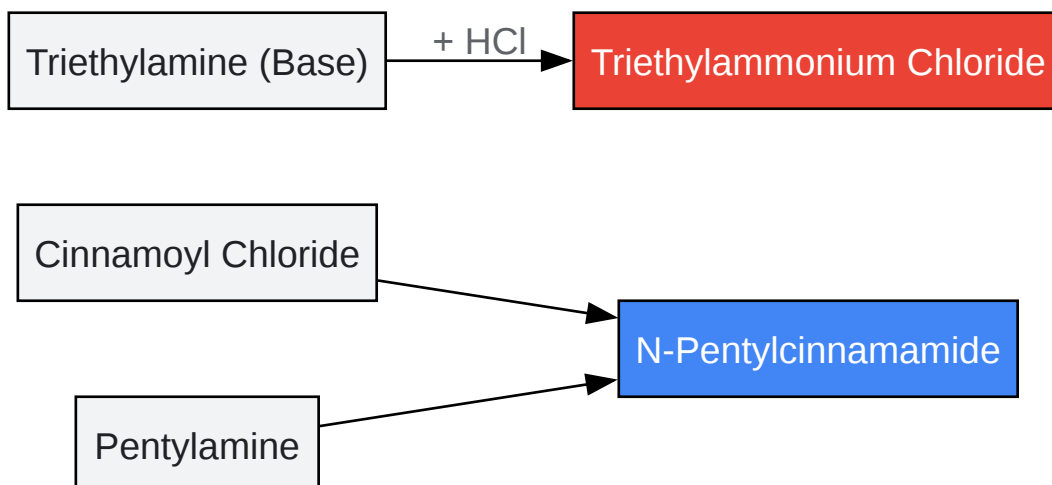 Triethylamine (Base)
+ HCl
Triethylammonium Chloride
Cinnamoyl Chloride
N-Pentylcinnamamide
Pentylamine